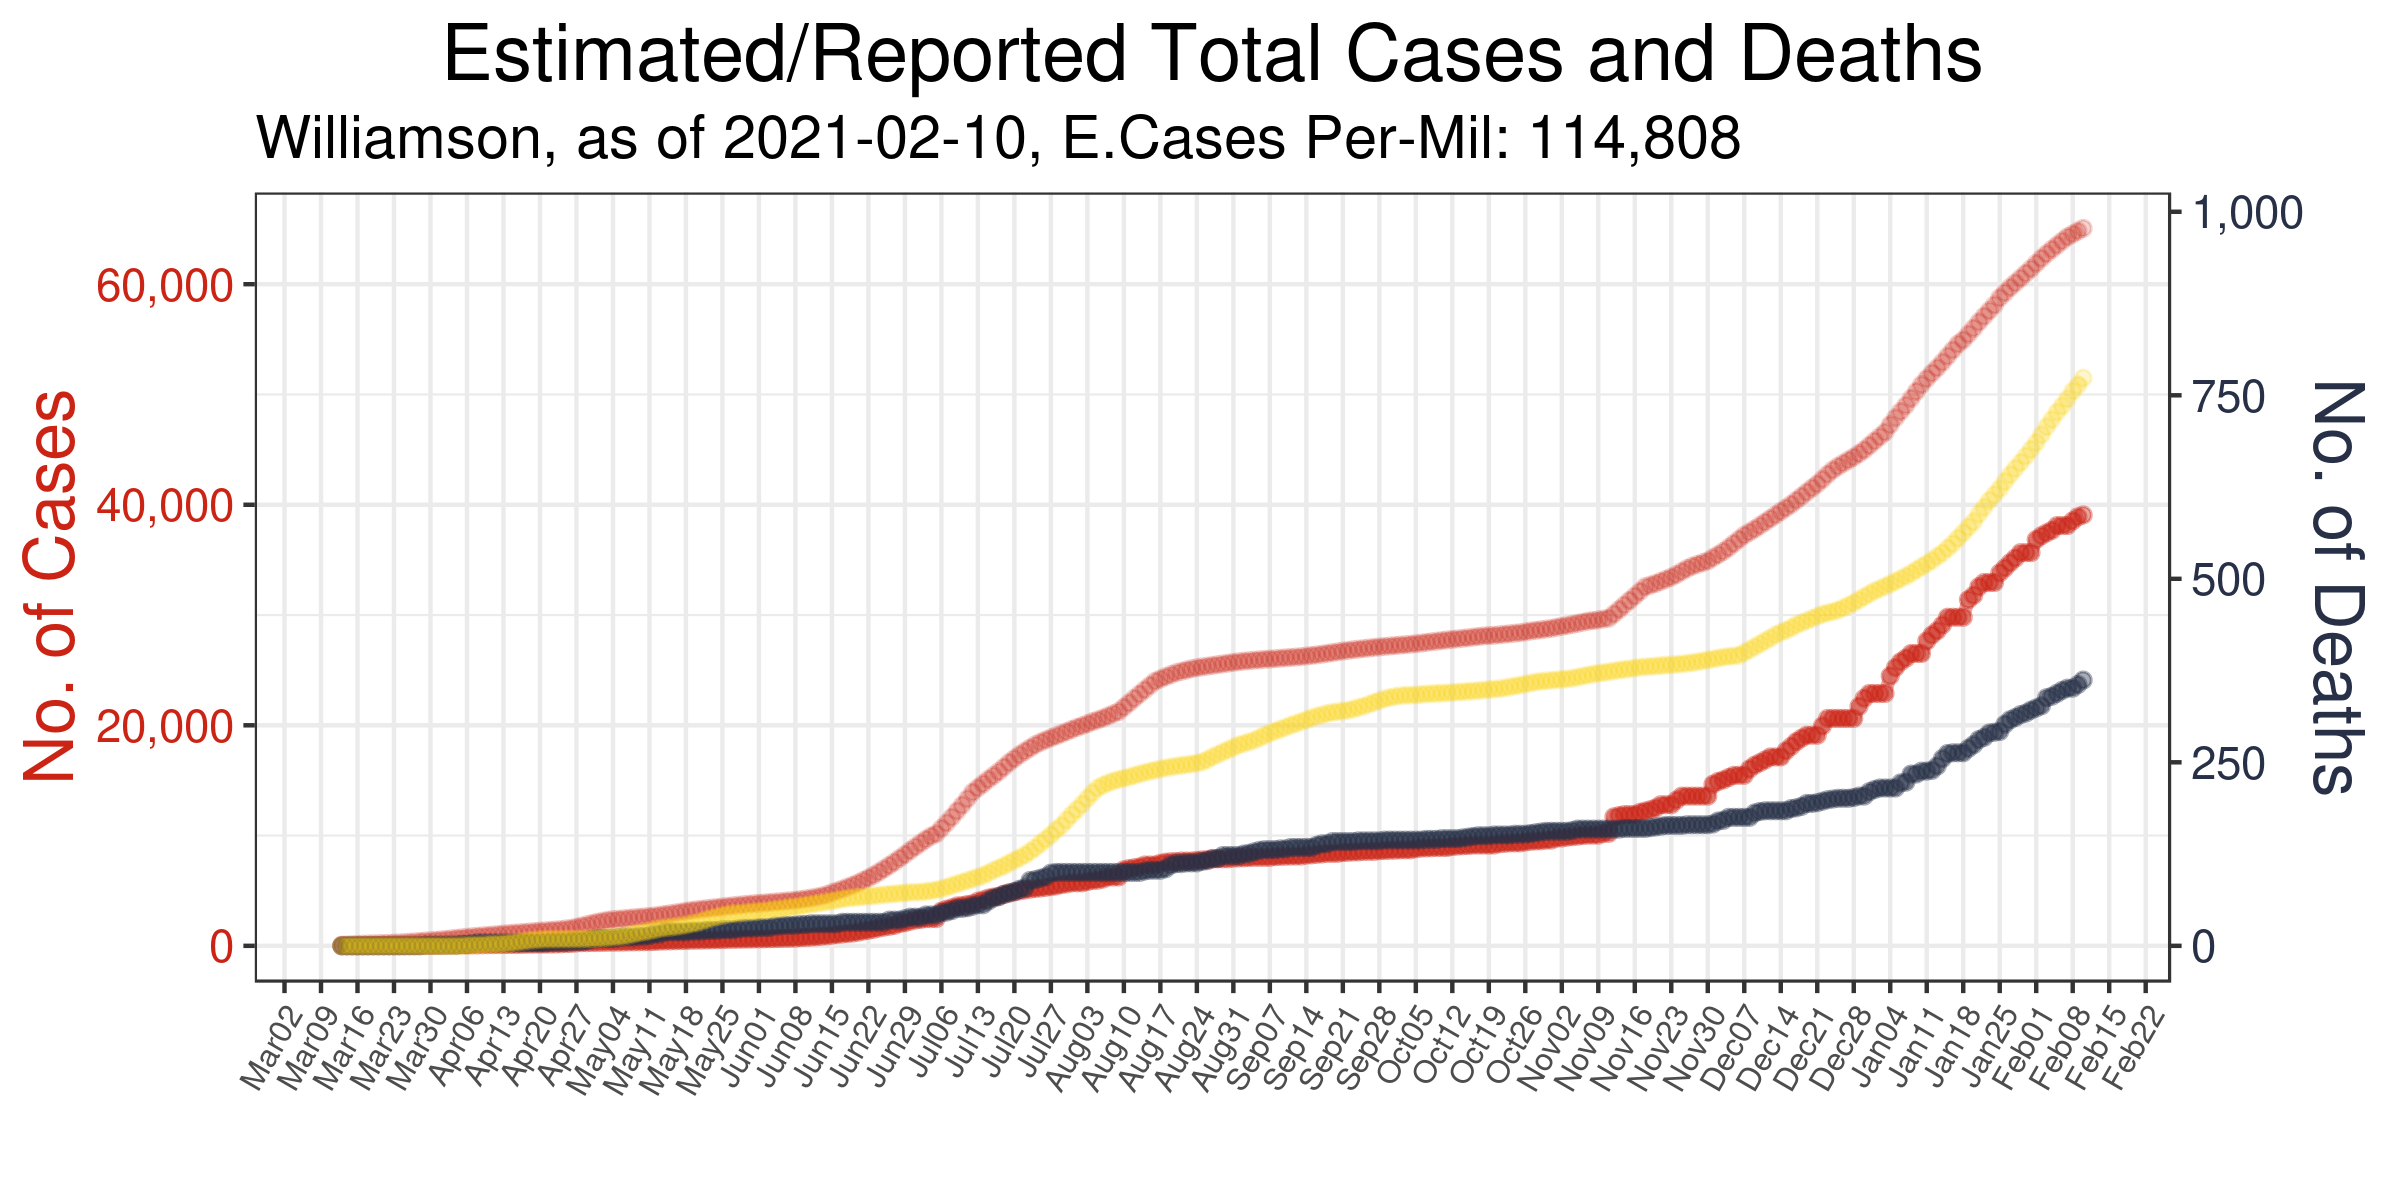 Estimated/Reported Total Cases and Deaths
Williamson, as of 2021-02-10, E.Cases Per-Mil: 114,808
No. of Cases
60,000
40,000
20,000
0
1,000
750
500
250
0
No. of Deaths
Mar02
Mar09
Mar16
Mar23
Mar30
Apr06
Apr13
Apr20
Apr27
May04
May11
May18
May25
Jun01
Jun08
Jun15
Jun22
Jun29
Jul06
Jul13
Jul20
Jul27
Aug03
Aug10
Aug17
Aug24
Aug31
Sep07
Sep14
Sep21
Sep28
Oct05
Oct12
Oct19
Oct26
Nov02
Nov09
Nov16
Nov23
Nov30
Dec07
Dec14
Dec21
Dec28
Jan04
Jan11
Jan18
Jan25
Feb01
Feb08
Feb15
Feb22